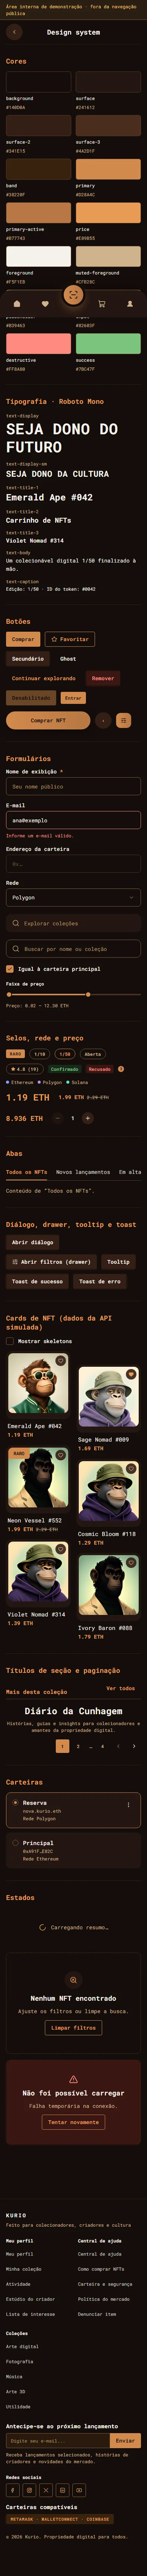 Área interna de demonstração · fora da navegação
pública
Design system
Cores
background
#140D0A
surface
#241612
surface-2
#341E15
surface-3
#4A2D1F
band
primary
#D28A4C
primary-active
#B77743
price
foreground
#F5F1EB
muted-foreground
destructive
#FF8A80
success
#7BC47F
Tipografia · Roboto Mono
text-display
SEJA DONO DO
FUTURO
text-display-sm
SEJA DONO DA CULTURA
text-title-1
Emerald Ape #042
text-title-2
Carrinho de NFTs
text-title-3
Violet Nomad #314
text-body
Um colecionável digital 1/50 finalizado à
mão.
text-caption
Edição: 1/50 · ID do token: #0042
Botões
Comprar
Favoritar
Secundário
Ghost
Continuar explorando
Remover
Desabilitado
Entrar
Comprar NFT
Formulários
Nome de exibição *
Seu nome público
E-mail
ana@exemplo
Informe um e-mail válido.
Endereço da carteira
0x…
Rede
Polygon
Explorar coleções
Buscar por nome ou coleção
Igual à carteira principal
Faixa de preço
Preço: 0.02 – 12.30 ETH
Selos, rede e preço
RARO
1/10
1/50
Aberta
4.8 (19)
Confirmado
Recusado
Ethereum
Polygon
Solana
1.19 ETH
1.99 ETH
2.29 ETH
8.936 ETH
1
Abas
Todos os NFTs
Novos lançamentos
Em alta
Conteúdo de "Todos os NFTs".
Diálogo, drawer, tooltip e toast
Abrir diálogo
Abrir filtros (drawer)
Tooltip
Toast de sucesso
Toast de erro
Cards de NFT (dados da API
simulada)
Mostrar skeletons
Emerald Ape #042
1.19 ETH
Sage Nomad #009
1.69 ETH
RARO
Neon Vessel #552
1.99 ETH 2.29 ETH
Cosmic Bloom #118
1.29 ETH
Violet Nomad #314
1.39 ETH
Ivory Baron #088
1.79 ETH
Títulos de seção e paginação
Mais desta coleção
Ver todos
Diário da Cunhagem
Histórias, guias e insights para colecionadores e
amantes da propriedade digital.
1
2
…
4
Carteiras
Reserva
nova.kurio.eth
Rede Polygon
Principal
Rede Ethereum
Estados
Carregando resumo…
Nenhum NFT encontrado
Ajuste os filtros ou limpe a busca.
Limpar filtros
Não foi possível carregar
Falha temporária na conexão.
Tentar novamente
KURIO
Feito para colecionadores, criadores e cultura
Meu perfil
Central de ajuda
Meu perfil
Central de ajuda
Minha coleção
Como comprar NFTs
Atividade
Carteira e segurança
Estúdio do criador
Política do mercado
Lista de interesse
Denunciar item
Coleções
Arte digital
Fotografia
Música
Arte 3D
Utilidade
Antecipe-se ao próximo lançamento
Digite seu e-mail...
Enviar
Receba lançamentos selecionados, histórias de
criadores e novidades do mercado.
Redes sociais
Carteiras compatíveis
METAMASK · WALLETCONNECT · COINBASE
© 2026 Kurio. Propriedade digital para todos.